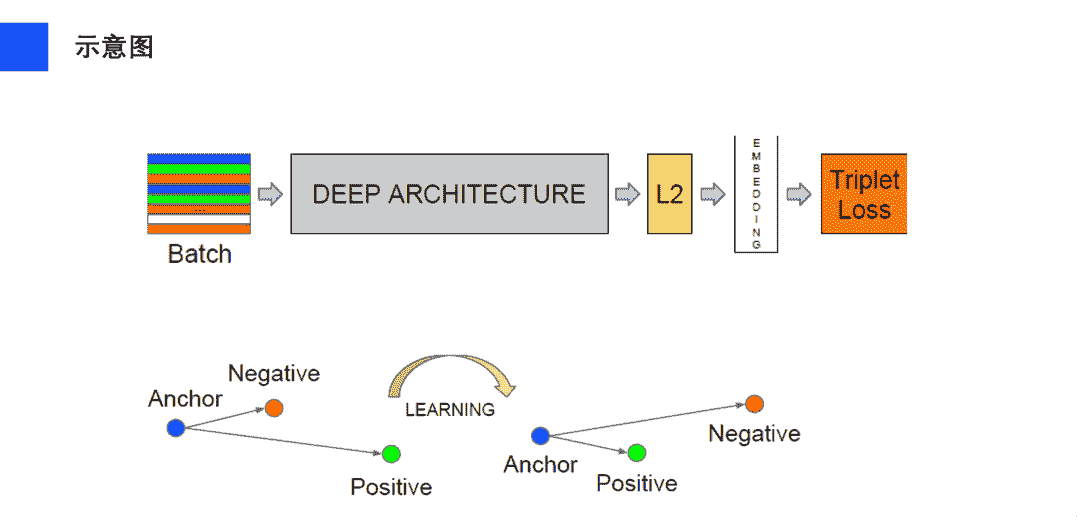 示意图
...
Batch
DEEP ARCHITECTURE
L2
EMBEDDING
Triplet
Loss
Anchor
Negative
Positive
LEARNING
Anchor
Positive
Negative